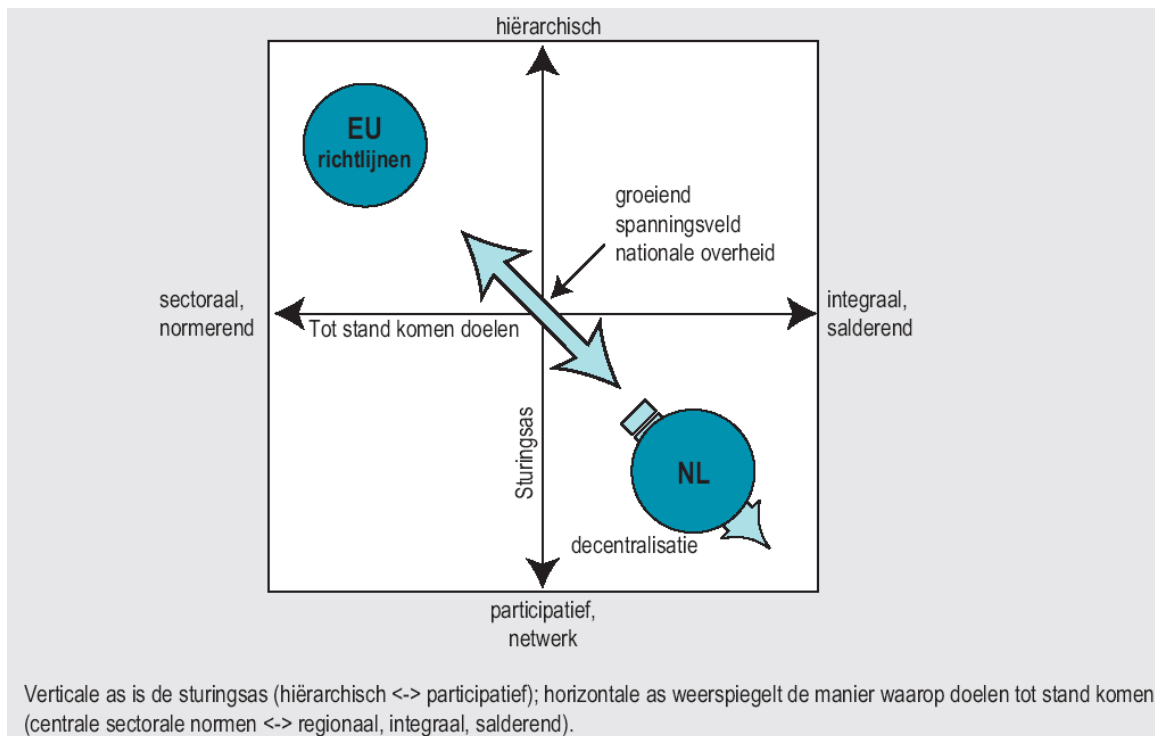 hiërarchisch
EU
richtlijnen
groeiend
spanningsveld
nationale overheid
sectoraal,
normerend
integraal,
salderend
Tot stand komen doelen
Sturingsas
NL
decentralisatie
participatief,
netwerk
Verticale as is de sturingsas (hiërarchisch <-> participatief); horizontale as weerspiegelt de manier waarop doelen tot stand komen
(centrale sectorale normen <-> regionaal, integraal, salderend).